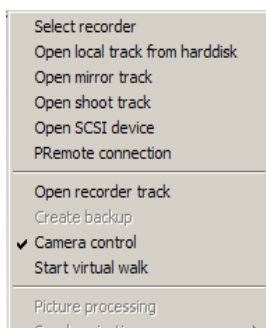 Select recorder
Open local track from harddisk
Open mirror track
Open shoot track
Open SCSI device
PRemote connection
Open recorder track
Create backup
Camera control
Start virtual walk
Picture processing